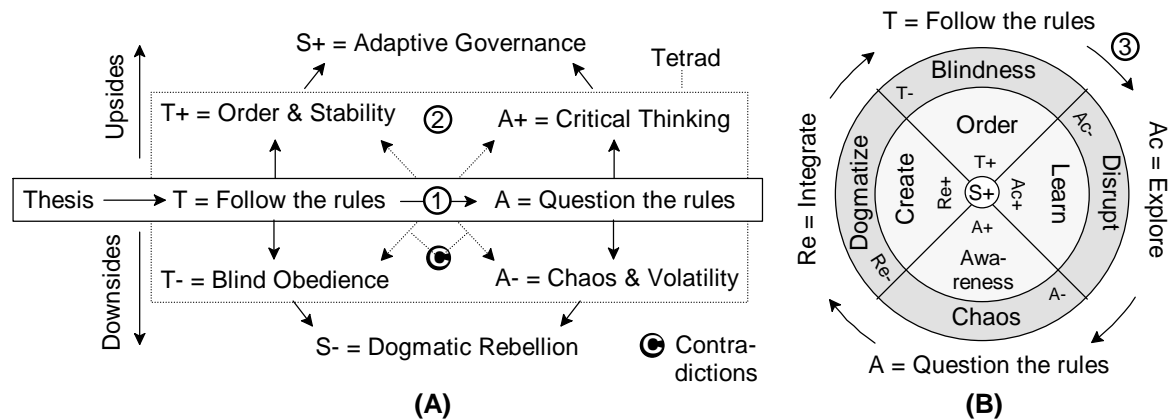 S+ = Adaptive Governance
Tetrad
Upsides
T+ = Order & Stability
2
A+ = Critical Thinking
Thesis
T = Follow the rules
1
A = Question the rules
Downsides
T- = Blind Obedience
C
A- = Chaos & Volatility
S- = Dogmatic Rebellion
C Contra-
dictions
(A)
T = Follow the rules
3
Blindness
T-
Ac-
Order
T+
Re = Integrate
Dogmatize
Create
Re+
S+
Ac+
Learn
Disrupt
Ac = Explore
A+
Awa-
reness
Re-
A-
Chaos
A = Question the rules
(B)